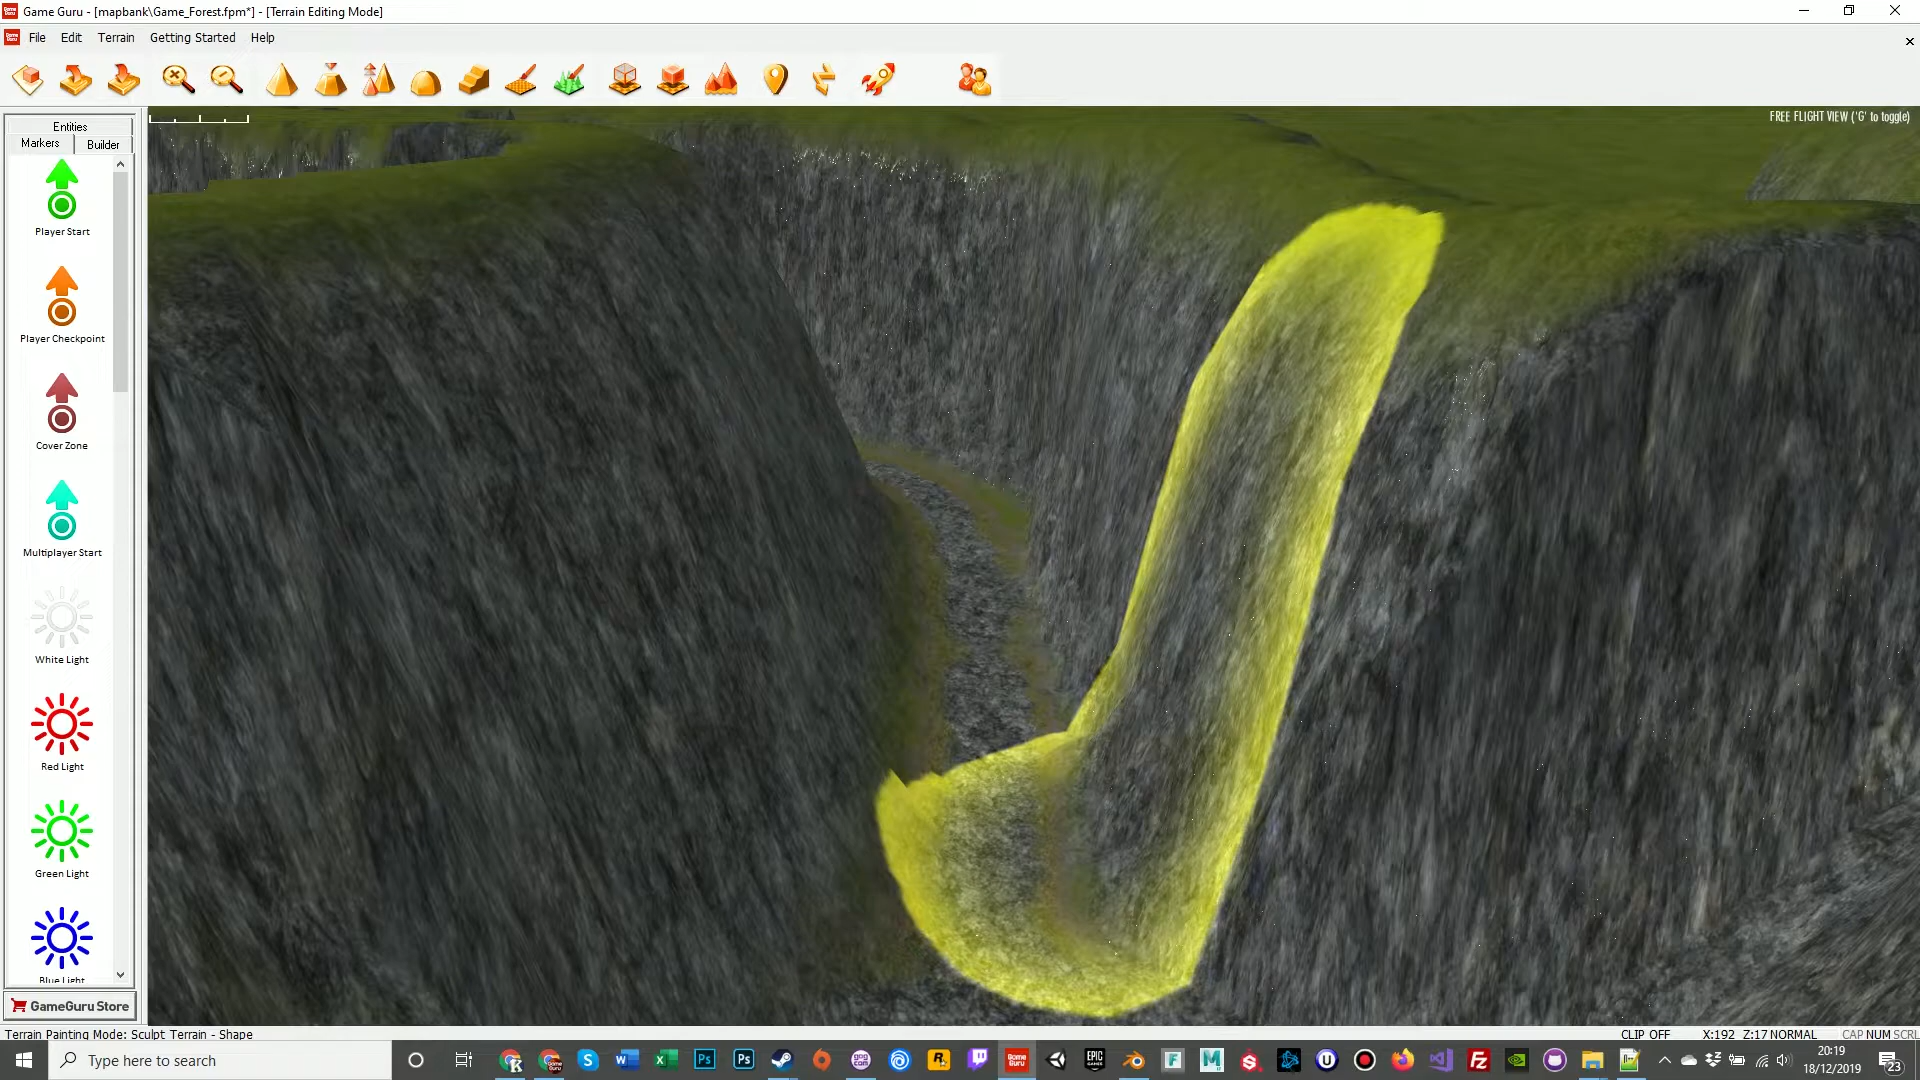 Game Guru - [mapbank\Game_Forest.fpm*] - [Terrain Editing Mode]
File Edit Terrain Getting Started Help
FREE FLIGHT VIEW ('G' to toggle)
Entities
Markers Builder
Player Start
Player Checkpoint
Cover Zone
Multiplayer Start
White Light
Red Light
Green Light
Blue Light
GameGuru Store
Terrain Painting Mode: Sculpt Terrain - Shape
CLIP OFF X:192 Z:17 NORMAL CAP NUM SCRL
Type here to search
20:19
18/12/2019
23